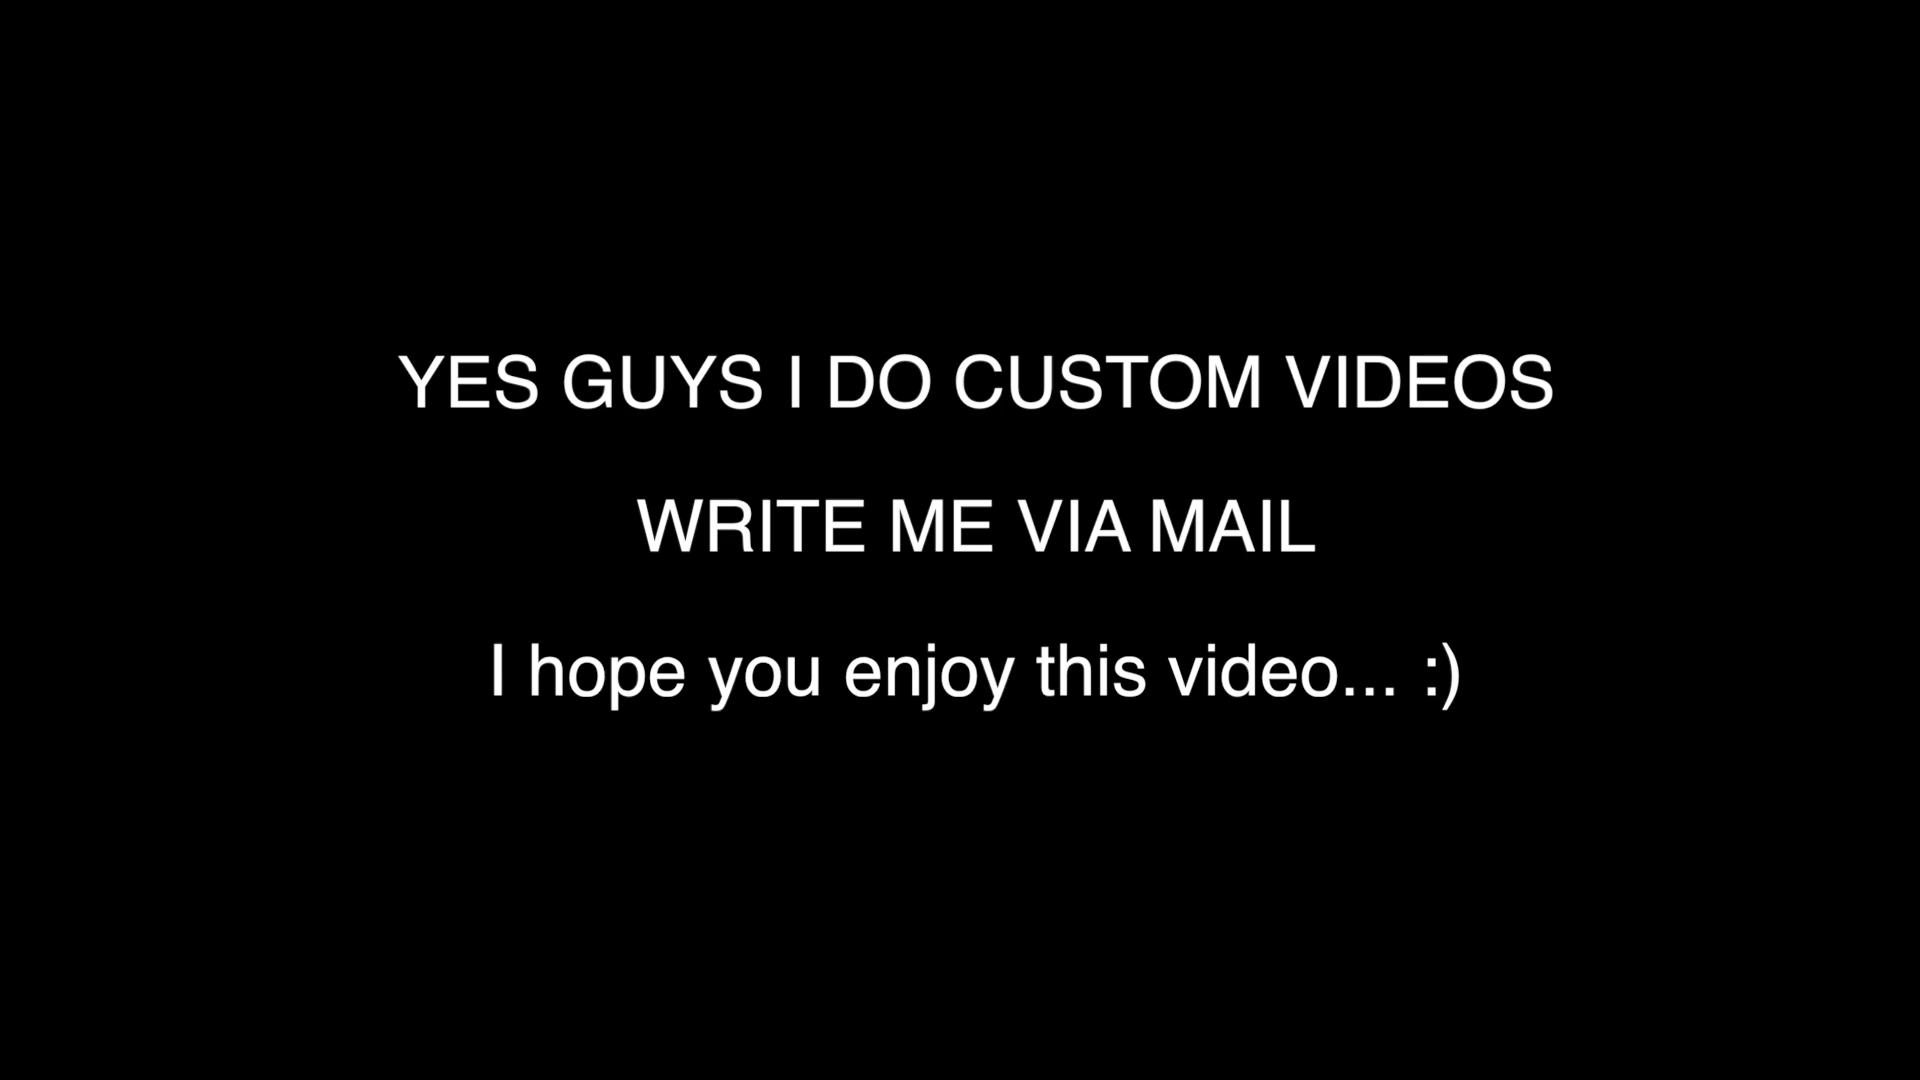 YES GUYS I DO CUSTOM VIDEOS
WRITE ME VIA MAIL
I hope you enjoy this video... :)